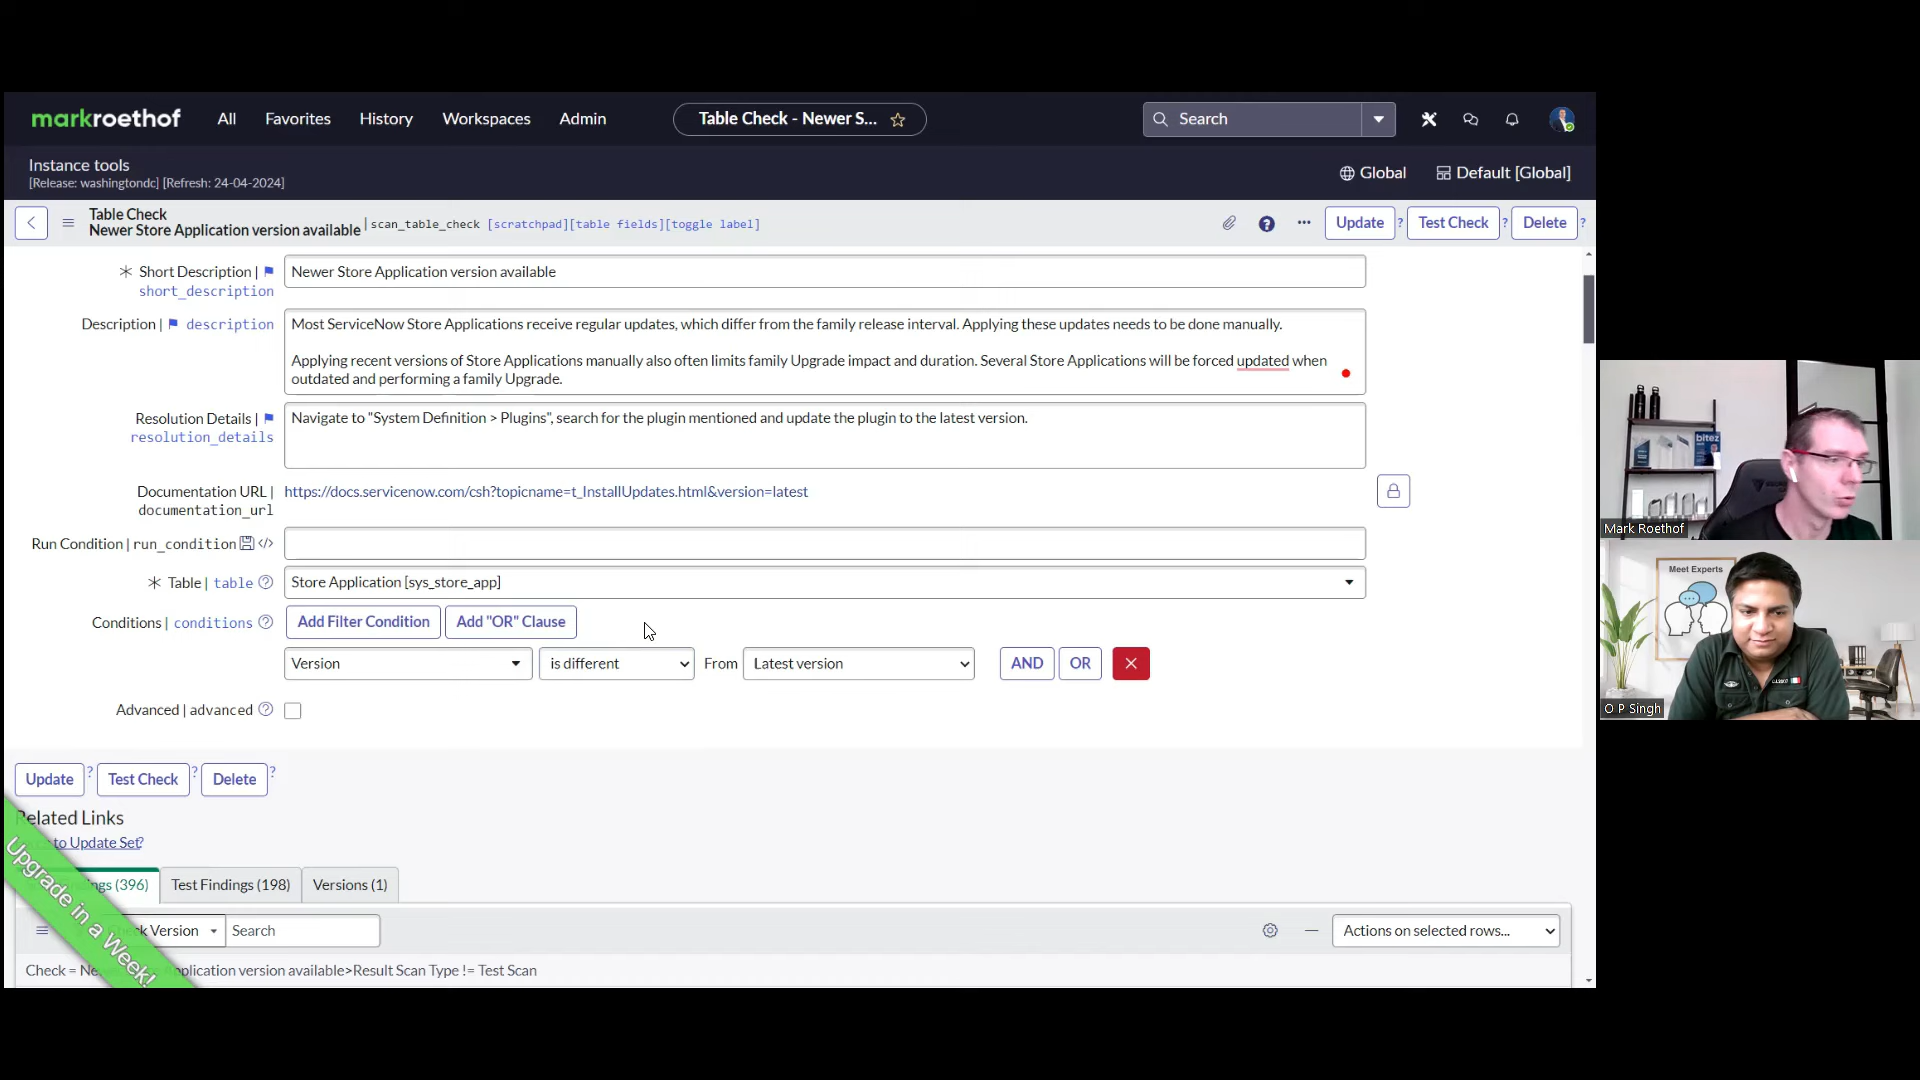 markroethof All Favorites History Workspaces Admin Table Check - Newer S... Search
Instance tools
[Release: washingtondc] [Refresh: 24-04-2024]
Global Default [Global]
Table Check
Newer Store Application version available | scan_table_check [scratchpad][table fields][toggle label]
Update ? Test Check ? Delete ?
Short Description | Newer Store Application version available
short_description
Description | description Most ServiceNow Store Applications receive regular updates, which differ from the family release interval. Applying these updates needs to be done manually.
Applying recent versions of Store Applications manually also often limits family Upgrade impact and duration. Several Store Applications will be forced updated when
outdated and performing a family Upgrade.
Resolution Details | Navigate to "System Definition > Plugins", search for the plugin mentioned and update the plugin to the latest version.
resolution_details
Documentation URL | https://docs.servicenow.com/csh?topicname=t_InstallUpdates.html&version=latest
documentation_url
Run Condition | run_condition
Table | table Store Application [sys_store_app]
Conditions | conditions Add Filter Condition Add "OR" Clause
Version is different From Latest version AND OR
Advanced | advanced
Update ? Test Check ? Delete ?
Related Links
to Update Set?
(396) Test Findings (198) Versions (1)
Version Search Actions on selected rows...
Check = Application version available>Result Scan Type != Test Scan
Upgrade in a Week!
bitez
Mark Roethof
Meet Experts
O P Singh